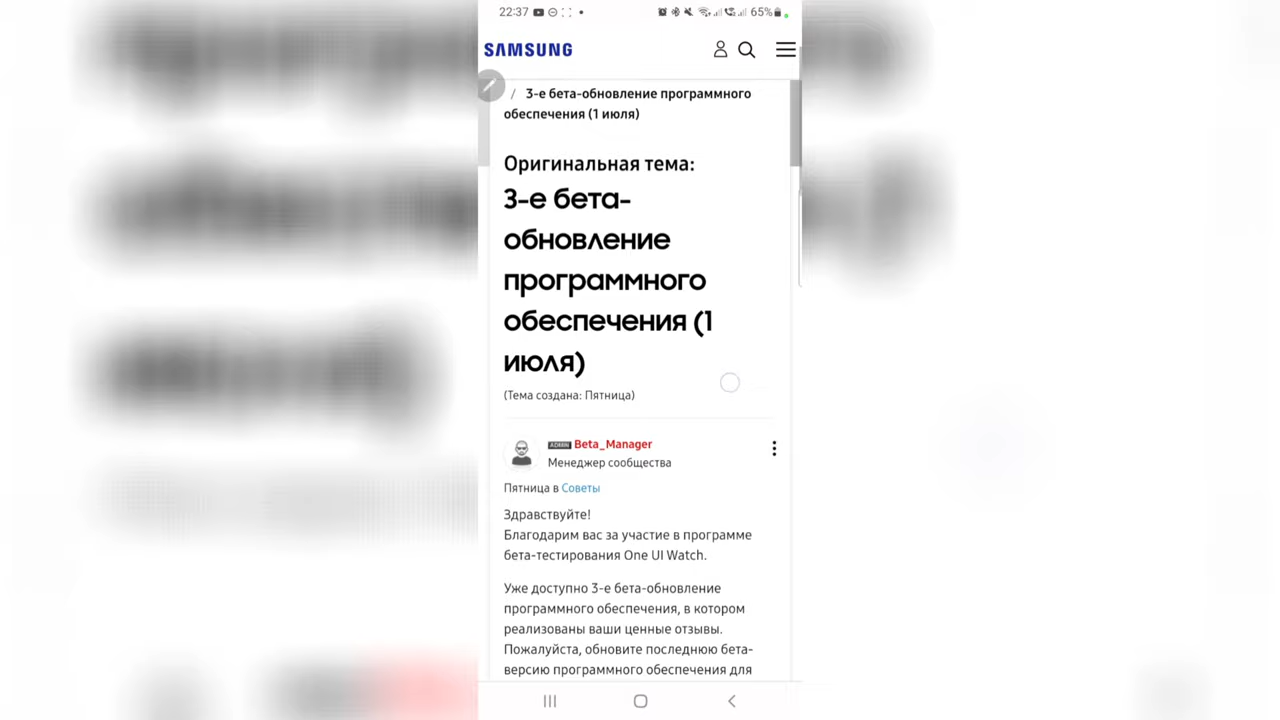 22:37
65%
SAMSUNG
/ 3-е бета-обновление программного
обеспечения (1 июля)
Оригинальная тема:
3-е бета-
обновление
программного
обеспечения (1
июля)
(Тема создана: Пятница)
ADMIN Beta_Manager
Менеджер сообщества
Пятница в Советы
Здравствуйте!
Благодарим вас за участие в программе
бета-тестирования One UI Watch.
Уже доступно 3-е бета-обновление
программного обеспечения, в котором
реализованы ваши ценные отзывы.
Пожалуйста, обновите последнюю бета-
версию программного обеспечения для